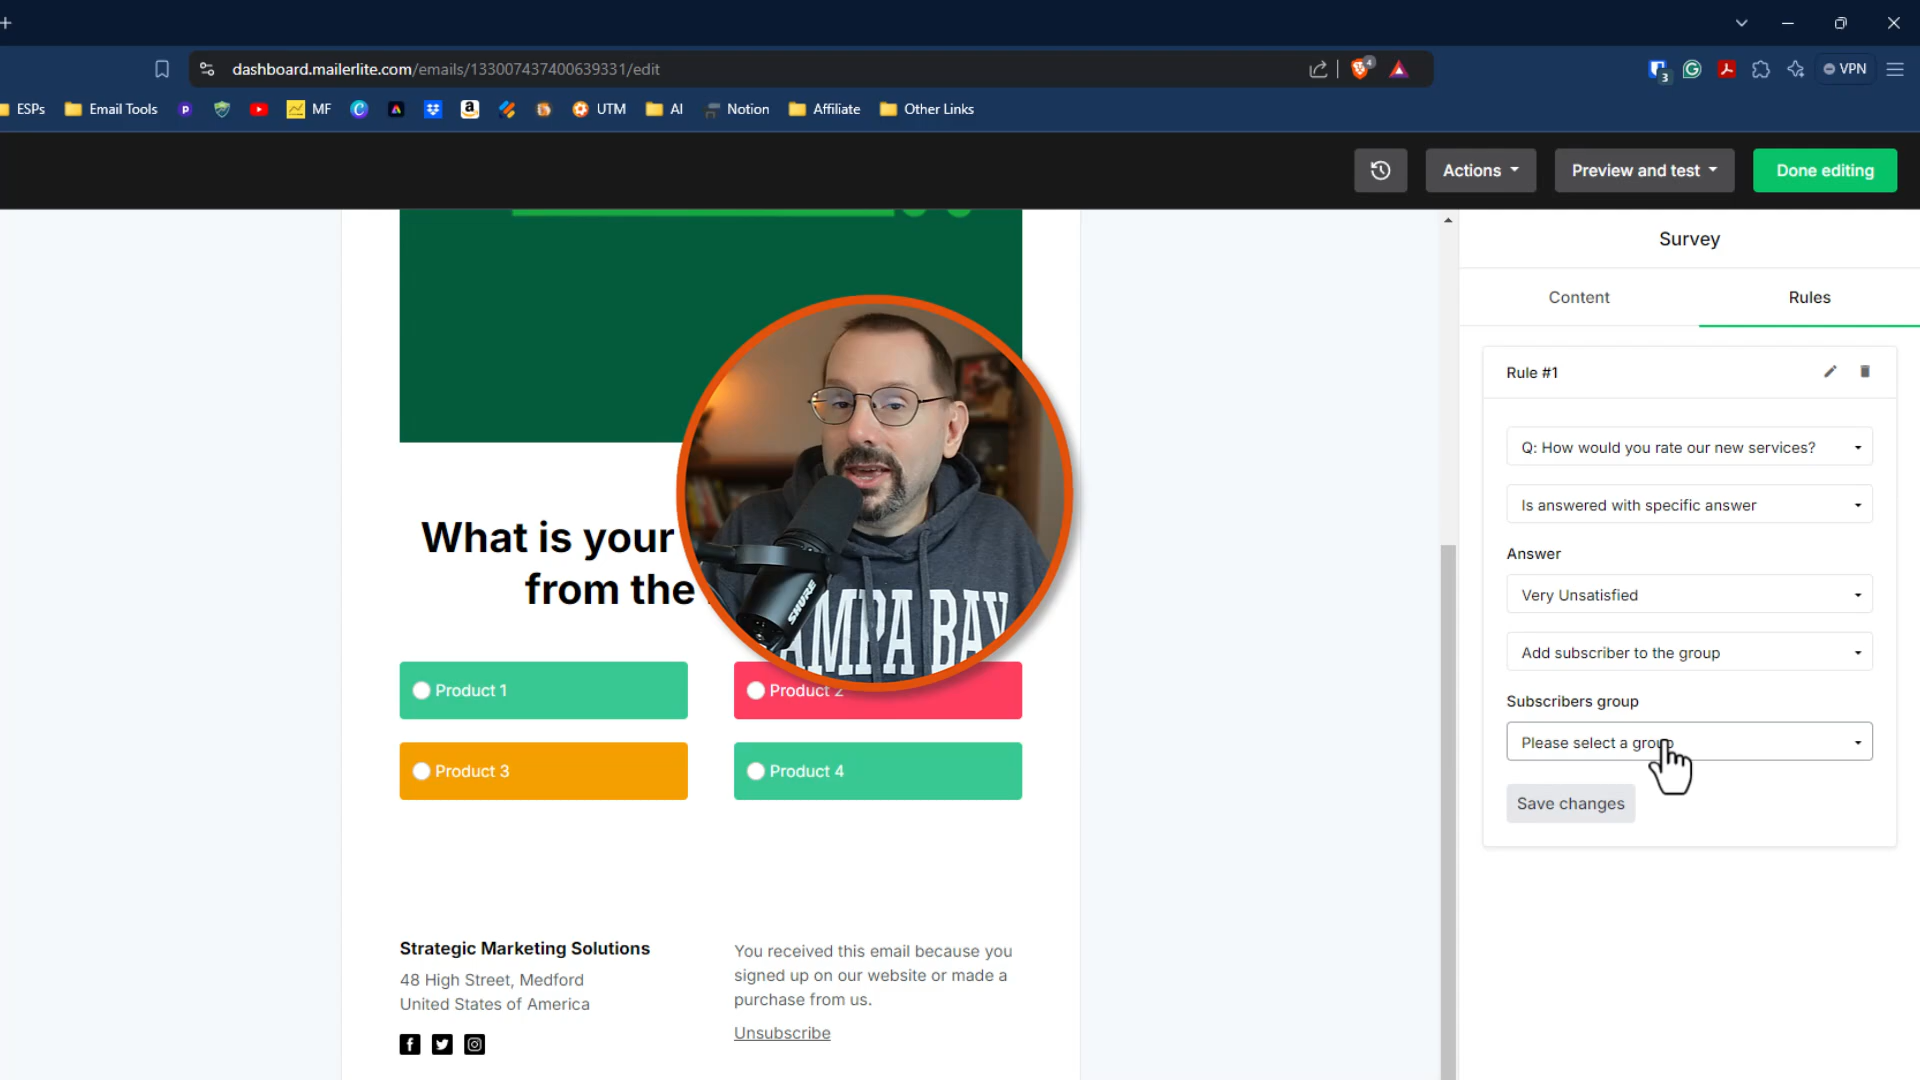 dashboard.mailerlite.com/emails/133007437400639331/edit
4
3
VPN
ESPs
Email Tools
MF
UTM
AI
Notion
Affiliate
Other Links
Actions
Preview and test
Done editing
Survey
Content
Rules
Rule #1
Q: How would you rate our new services?
Is answered with specific answer
Answer
Very Unsatisfied
Add subscriber to the group
Subscribers group
Please select a group
Save changes
What is your
from the
SHURE
TAMPA BAY
Product 1
Product 2
Product 3
Product 4
Strategic Marketing Solutions
48 High Street, Medford
United States of America
You received this email because you
signed up on our website or made a
purchase from us.
Unsubscribe